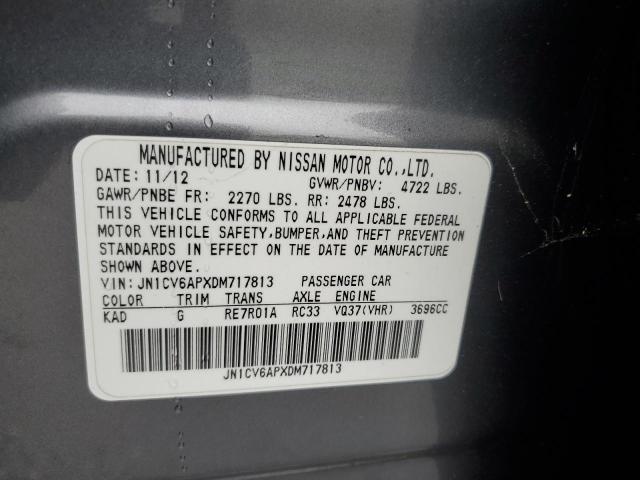 MANUFACTURED BY NISSAN MOTOR CO.,LTD.
DATE: 11/12 GVWR/PNBV: 4722 LBS.
GAWR/PNBE FR: 2270 LBS. RR: 2478 LBS.
THIS VEHICLE CONFORMS TO ALL APPLICABLE FEDERAL
MOTOR VEHICLE SAFETY,BUMPER,AND THEFT PREVENTION
STANDARDS IN EFFECT ON THE DATE OF MANUFACTURE
SHOWN ABOVE.
VIN: JN1CV6APXDM717813 PASSENGER CAR
COLOR TRIM TRANS AXLE ENGINE
KAD G RE7R01A RC33 VQ37(VHR) 3696CC
JN1CV6APXDM717813